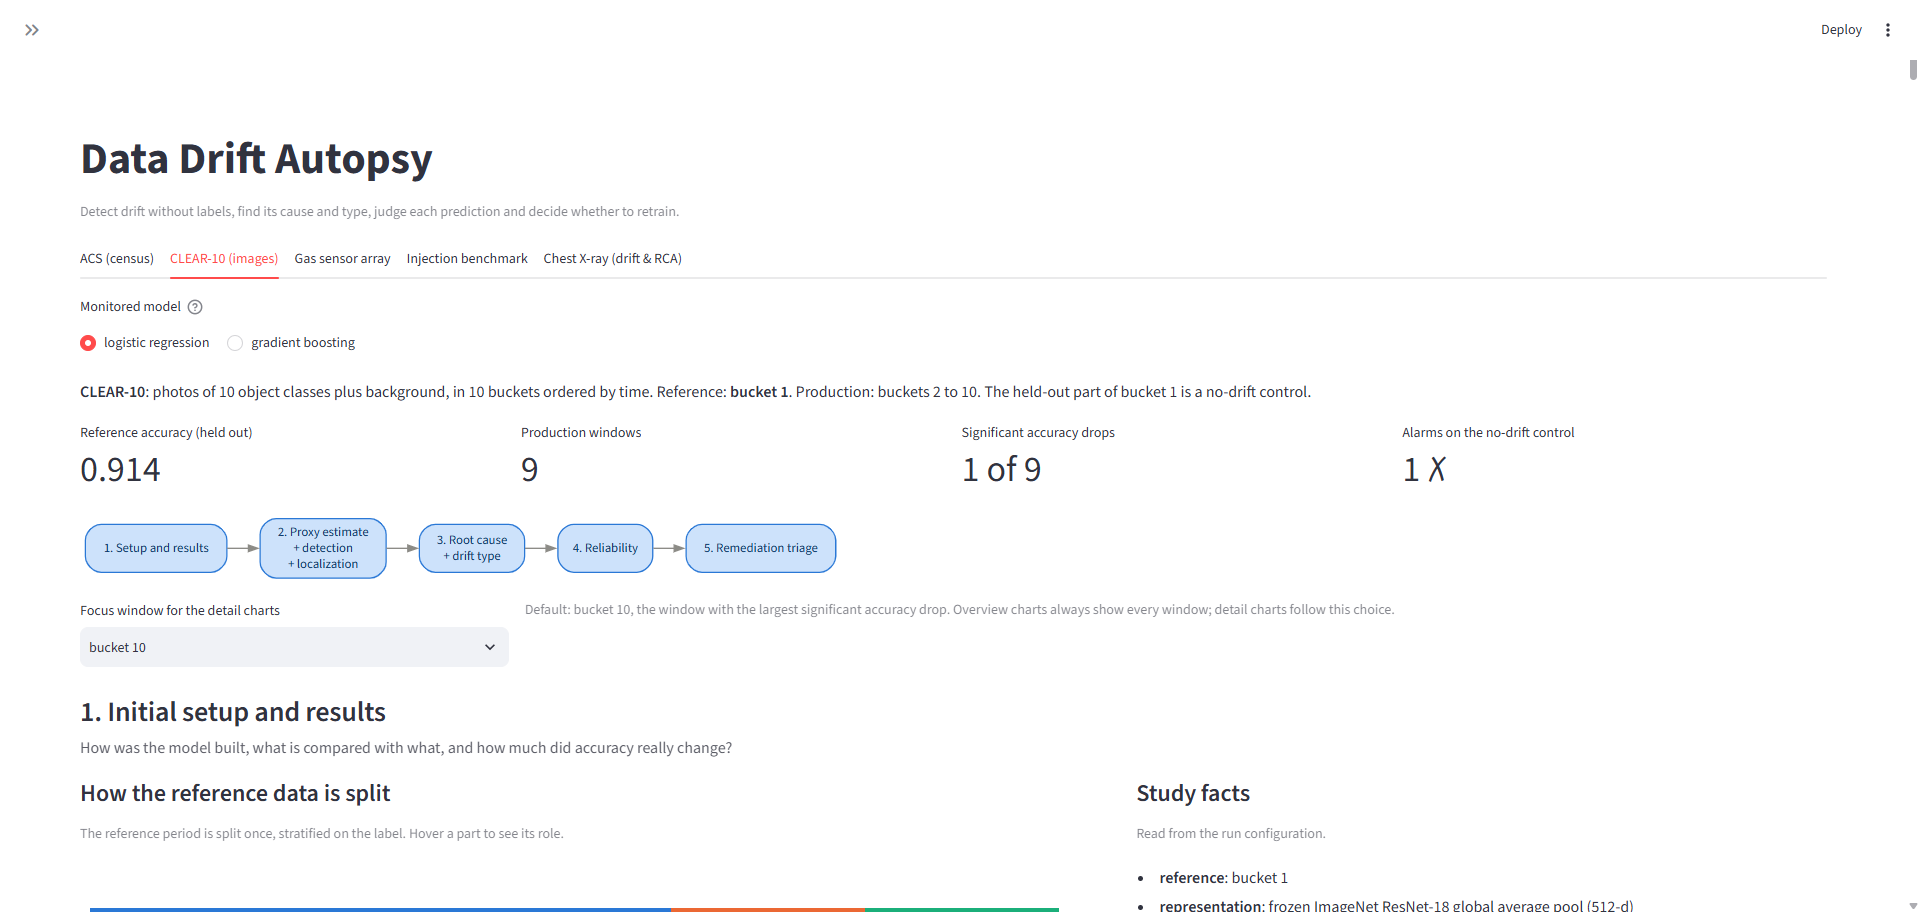 Deploy
Data Drift Autopsy
Detect drift without labels, find its cause and type, judge each prediction and decide whether to retrain.
ACS (census) CLEAR-10 (images) Gas sensor array Injection benchmark Chest X-ray (drift & RCA)
Monitored model
logistic regression gradient boosting
CLEAR-10: photos of 10 object classes plus background, in 10 buckets ordered by time. Reference: bucket 1. Production: buckets 2 to 10. The held-out part of bucket 1 is a no-drift control.
Reference accuracy (held out) Production windows Significant accuracy drops Alarms on the no-drift control
0.914 9 1 of 9 1 ✗
1. Setup and results
2. Proxy estimate
+ detection
+ localization
3. Root cause
+ drift type
4. Reliability
5. Remediation triage
Focus window for the detail charts
Default: bucket 10, the window with the largest significant accuracy drop. Overview charts always show every window; detail charts follow this choice.
bucket 10
1. Initial setup and results
How was the model built, what is compared with what, and how much did accuracy really change?
How the reference data is split
The reference period is split once, stratified on the label. Hover a part to see its role.
Study facts
Read from the run configuration.
• reference: bucket 1
• representation: frozen ImageNet ResNet-18 global average pool (512-d)